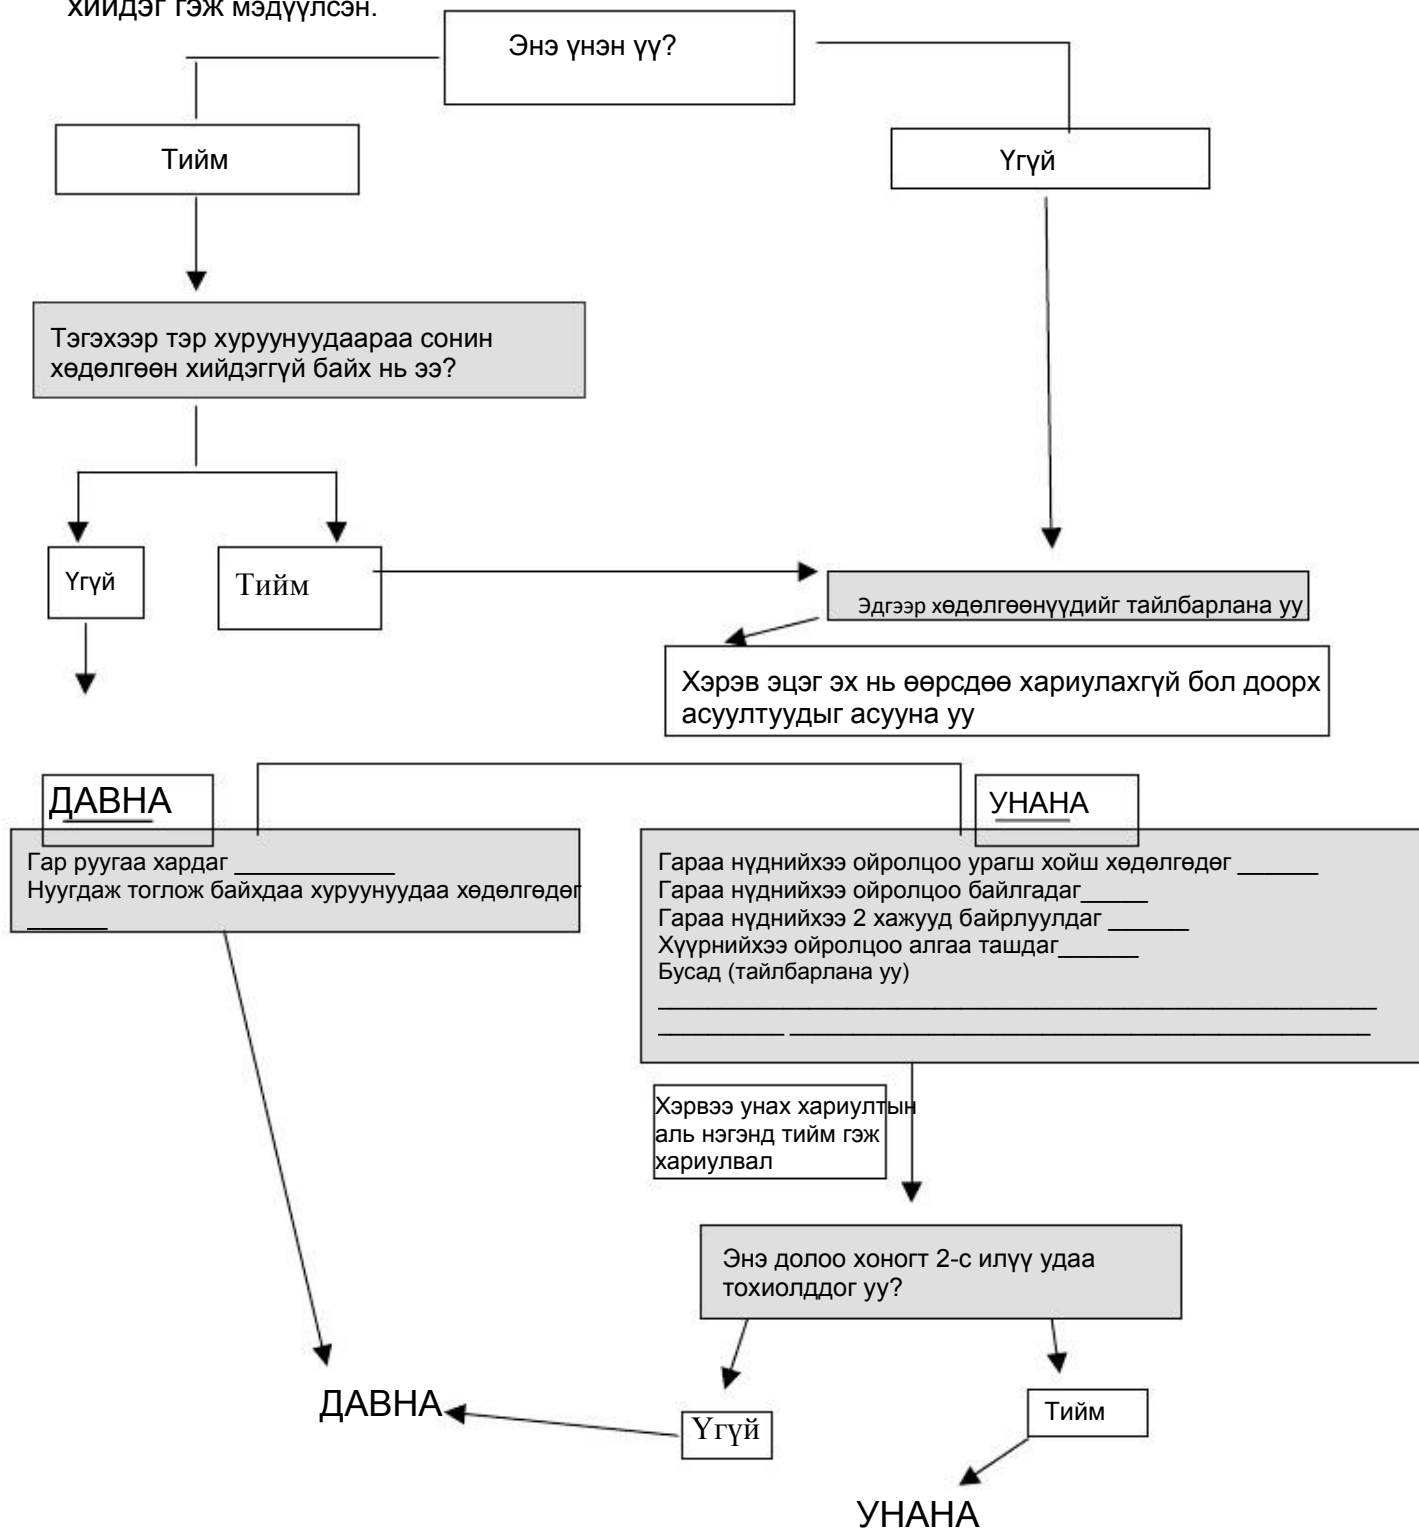 хийдэг гэж мэдүүлсэн.
Энэ үнэн үү?
Тийм
Үгүй
Тэгэхээр тэр хуруунуудаараа сонин
хөдөлгөөн хийдэггүй байх нь ээ?
Үгүй
Тийм
Эдгээр хөдөлгөөнүүдийг тайлбарлана уу
Хэрэв эцэг эх нь өөрсдөө хариулахгүй бол доорх
асуултуудыг асууна уу
ДАВНА
Гар руугаа хардаг ____________
Нуугдаж тоглож байхдаа хуруунуудаа хөдөлгөдөг
______
УНАНА
Гараа нүднийхээ ойролцоо урагш хойш хөдөлгөдөг ______
Гараа нүднийхээ ойролцоо байлгадаг_____
Гараа нүднийхээ 2 хажууд байрлуулдаг ______
Хүүрнийхээ ойролцоо алгаа ташдаг______
Бусад (тайлбарлана уу)
Хэрвээ унах хариултын
аль нэгэнд тийм гэж
хариулвал
Энэ долоо хоногт 2-с илүү удаа
тохиолддог уу?
Үгүй
Тийм
ДАВНА
УНАНА